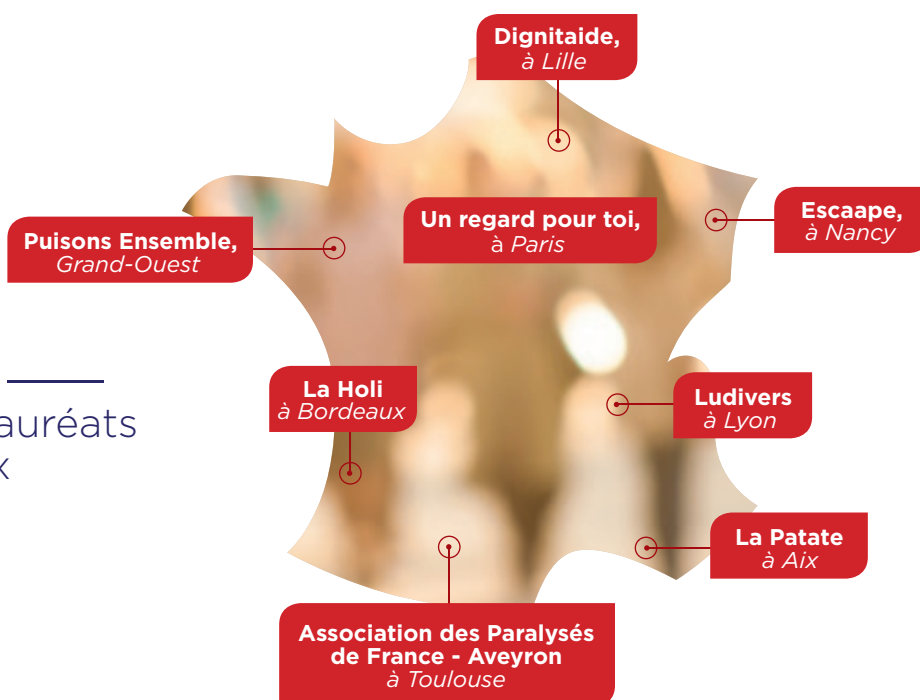 Dignitaide,
à Lille
Un regard pour toi,
à Paris
Escaape,
à Nancy
Puisons Ensemble,
Grand-Ouest
La Holi
à Bordeaux
Ludivers
à Lyon
auréats
x
La Patate
à Aix
Association des Paralysés
de France - Aveyron
à Toulouse